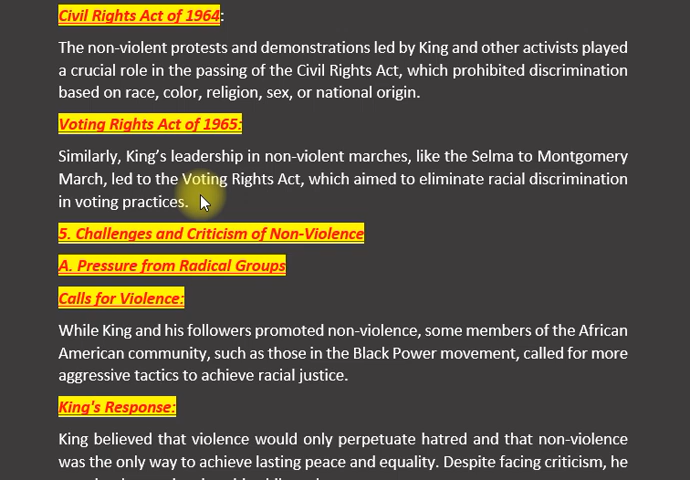 Civil Rights Act of 1964:
The non-violent protests and demonstrations led by King and other activists played
a crucial role in the passing of the Civil Rights Act, which prohibited discrimination
based on race, color, religion, sex, or national origin.
Voting Rights Act of 1965:
Similarly, King’s leadership in non-violent marches, like the Selma to Montgomery
March, led to the Voting Rights Act, which aimed to eliminate racial discrimination
in voting practices.
5. Challenges and Criticism of Non-Violence
A. Pressure from Radical Groups
Calls for Violence:
While King and his followers promoted non-violence, some members of the African
American community, such as those in the Black Power movement, called for more
aggressive tactics to achieve racial justice.
King's Response:
King believed that violence would only perpetuate hatred and that non-violence
was the only way to achieve lasting peace and equality. Despite facing criticism, he